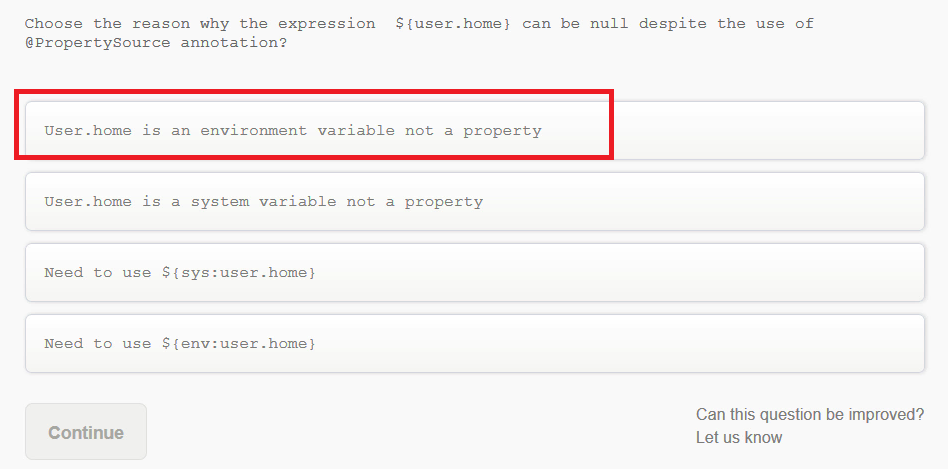 Choose the reason why the expression  ${user.home} can be null despite the use of
@PropertySource annotation?
User.home is an environment variable not a property
User.home is a system variable not a property
Need to use ${sys:user.home}
Need to use ${env:user.home}
Continue
Can this question be improved?
Let us know